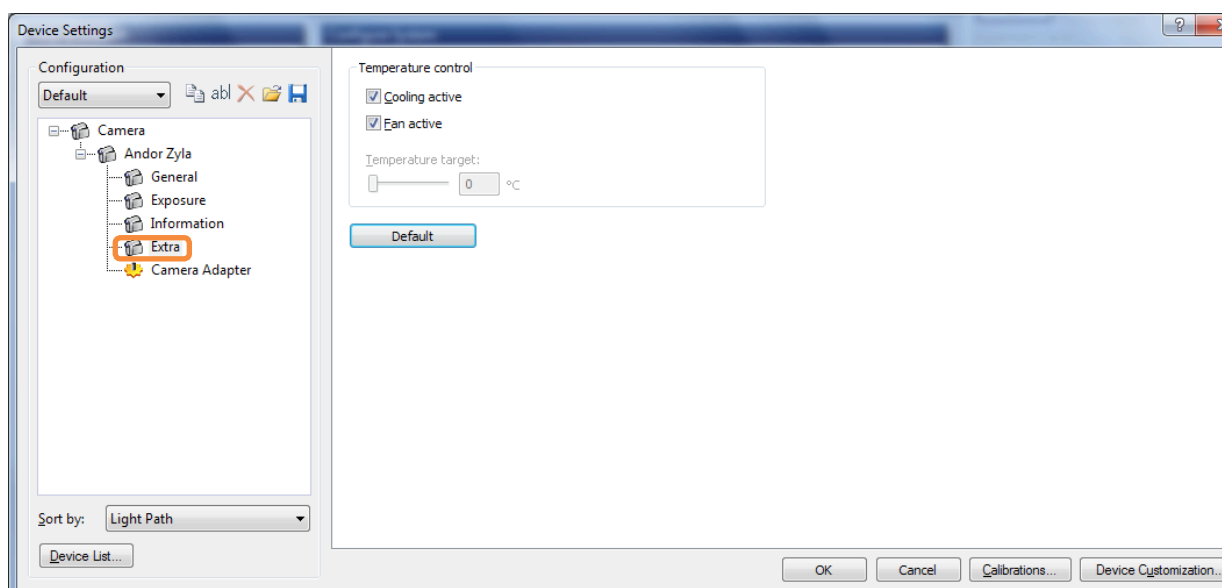 Device Settings
?
Configuration
Default
abl
Camera
Andor Zyla
General
Exposure
Information
Extra
Camera Adapter
Sort by:
Light Path
Device List...
Temperature control
Cooling active
Fan active
Temperature target:
0 °C
Default
OK Cancel Calibrations... Device Customization...